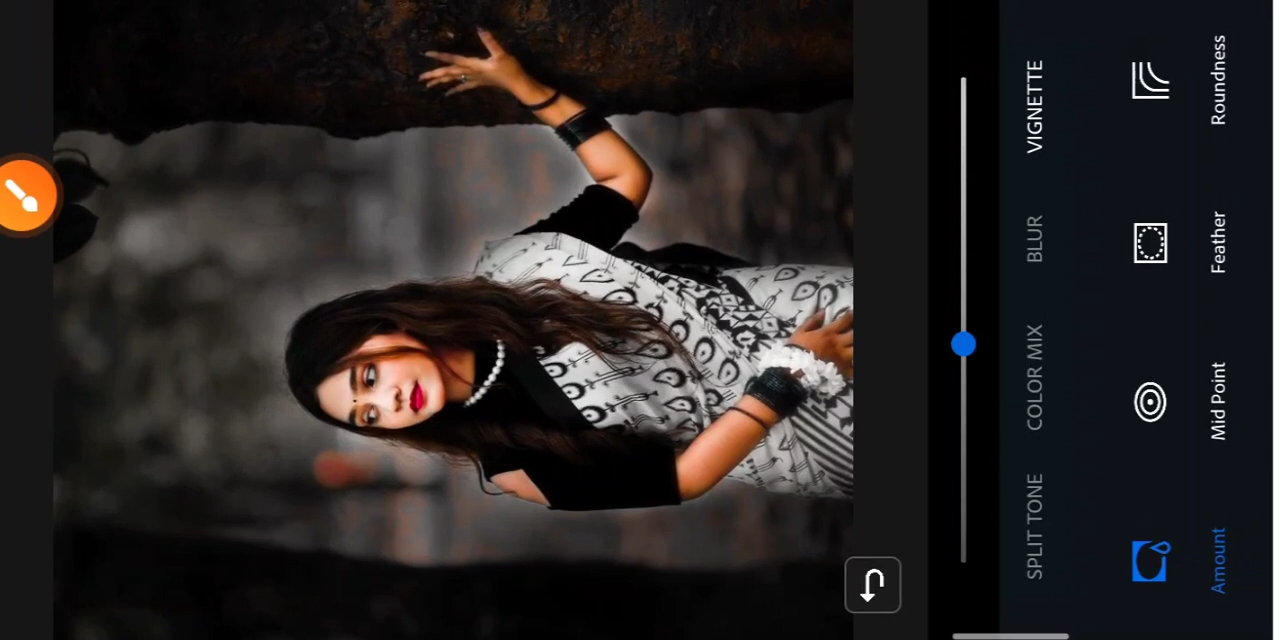 SPLIT TONE
COLOR MIX
BLUR
VIGNETTE
Amount
Mid Point
Feather
Roundness